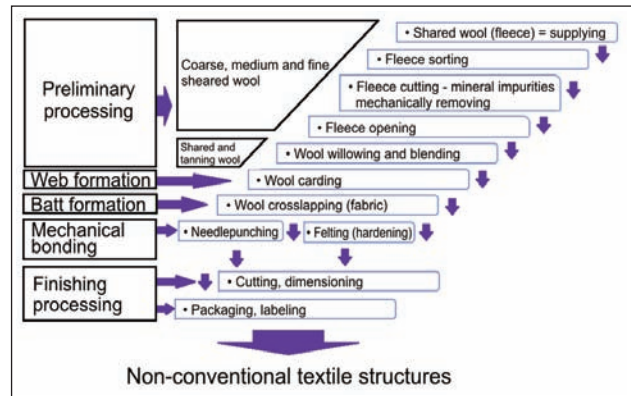 • Shared wool (fleece) = supplying
• Fleece sorting
Coarse, medium and fine
sheared wool
Preliminary
processing
• Fleece cutting - mineral impurities
mechanically removing
• Fleece opening
Shared and
tanning wool
• Wool willowing and blending
Web formation
• Wool carding
Batt formation
• Wool crosslapping (fabric)
Mechanical
bonding
• Needlepunching
• Felting (hardening)
Finishing
processing
• Cutting, dimensioning
• Packaging, labeling
Non-conventional textile structures